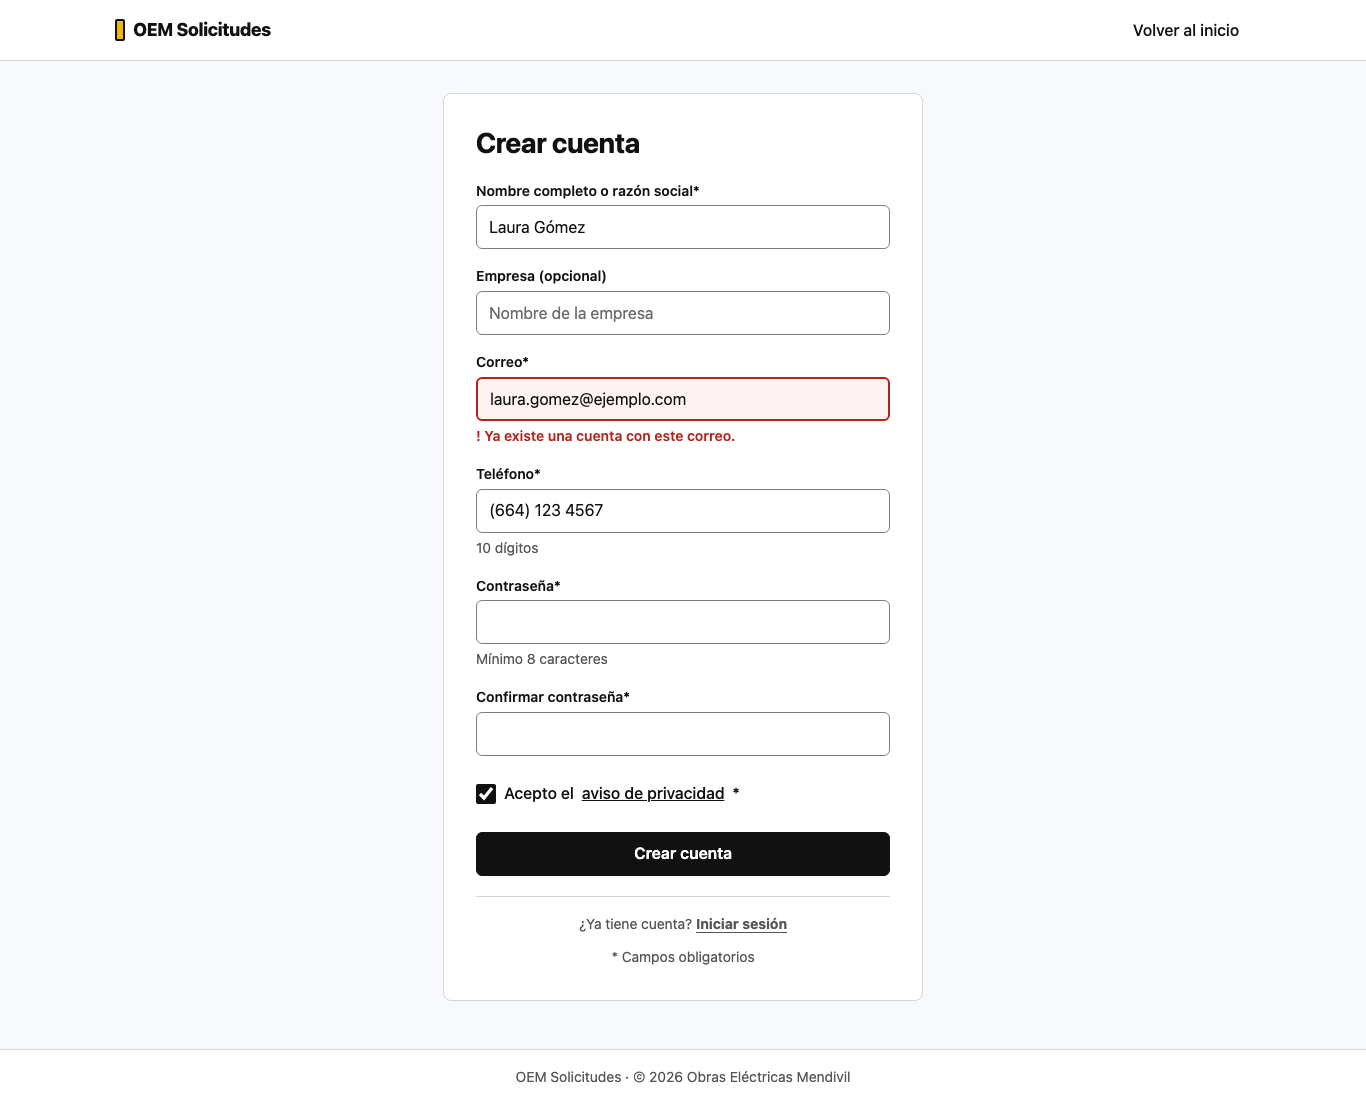 OEM Solicitudes
Volver al inicio
Crear cuenta
Nombre completo o razón social*
Laura Gómez
Empresa (opcional)
Nombre de la empresa
Correo*
laura.gomez@ejemplo.com
! Ya existe una cuenta con este correo.
Teléfono*
(664) 123 4567
10 dígitos
Contraseña*
Mínimo 8 caracteres
Confirmar contraseña*
Acepto el aviso de privacidad *
Crear cuenta
¿Ya tiene cuenta? Iniciar sesión
* Campos obligatorios
OEM Solicitudes · © 2026 Obras Eléctricas Mendivil